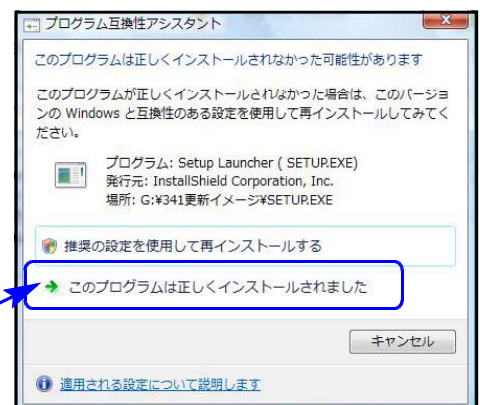 プログラム互換性アシスタント
このプログラムは正しくインストールされなかった可能性があります
このプログラムが正しくインストールされなかった場合は、このバージョ
ンの Windows と互換性のある設定を使用して再インストールしてみてく
ださい。
プログラム: Setup Launcher ( SETUP.EXE)
発行元: InstallShield Corporation, Inc.
場所: G:¥341更新イメージ¥SETUP.EXE
推奨の設定を使用して再インストールする
このプログラムは正しくインストールされました
キャンセル
適用される設定について説明します